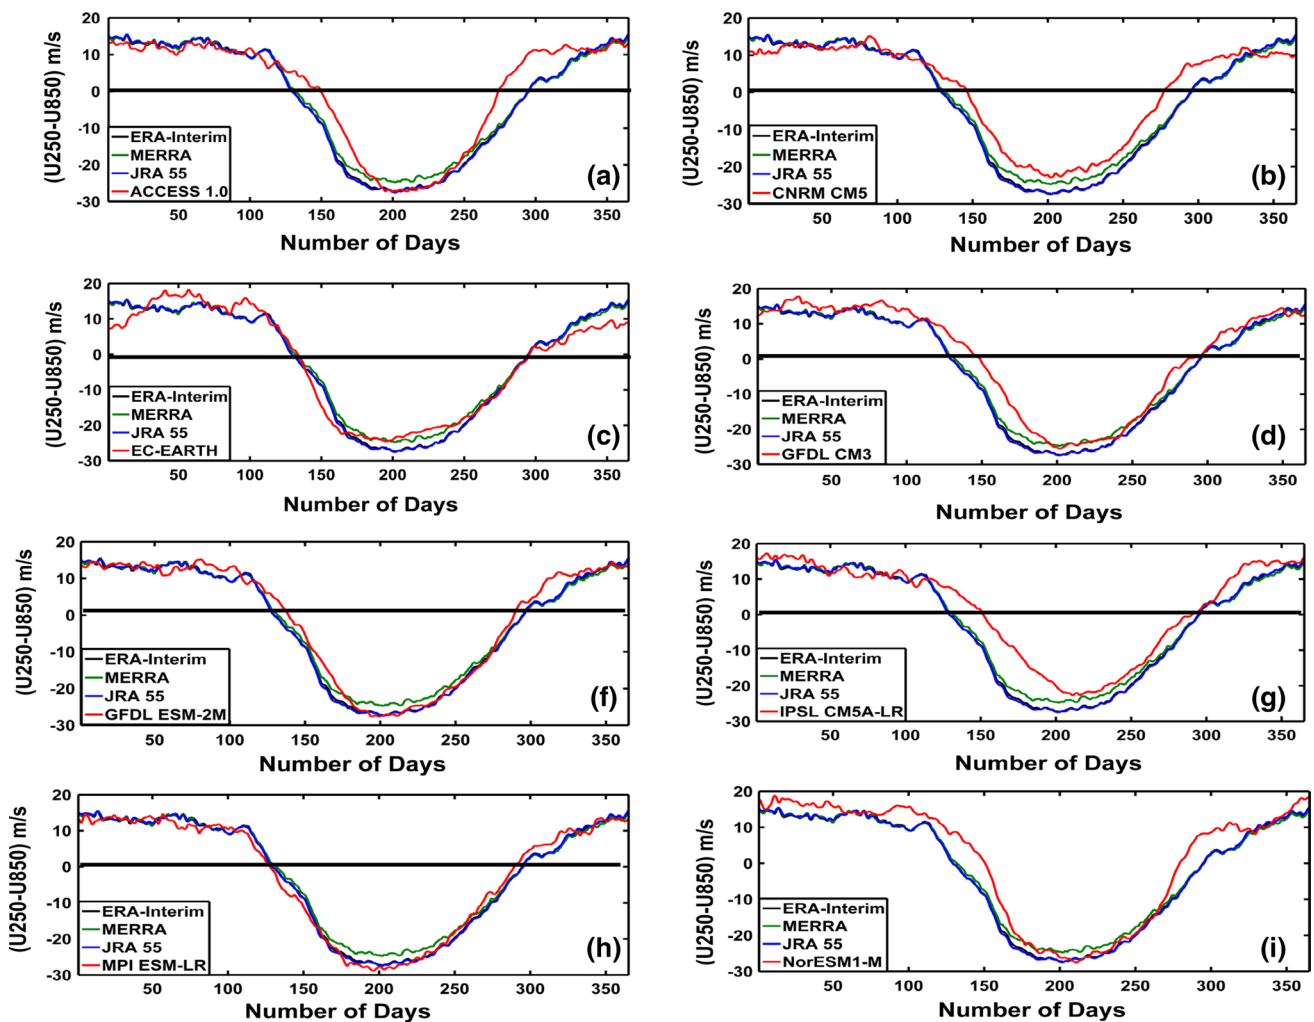 (U250-U850) m/s
20
10
0
-10
-20
-30
ERA-Interim
MERRA
JRA 55
ACCESS 1.0
(a)
50 100 150 200 250 300 350
Number of Days
(U250-U850) m/s
20
10
0
-10
-20
-30
ERA-Interim
MERRA
JRA 55
CNRM CM5
(b)
50 100 150 200 250 300 350
Number of Days
(U250-U850) m/s
20
10
0
-10
-20
-30
ERA-Interim
MERRA
JRA 55
EC-EARTH
(c)
50 100 150 200 250 300 350
Number of Days
(U250-U850) m/s
20
10
0
-10
-20
-30
ERA-Interim
MERRA
JRA 55
GFDL CM3
(d)
50 100 150 200 250 300 350
Number of Days
(U250-U850) m/s
20
10
0
-10
-20
-30
ERA-Interim
MERRA
JRA 55
GFDL ESM-2M
(f)
50 100 150 200 250 300 350
Number of Days
(U250-U850) m/s
20
10
0
-10
-20
-30
ERA-Interim
MERRA
JRA 55
IPSL CM5A-LR
(g)
50 100 150 200 250 300 350
Number of Days
(U250-U850) m/s
20
10
0
-10
-20
-30
ERA-Interim
MERRA
JRA 55
MPI ESM-LR
(h)
50 100 150 200 250 300 350
Number of Days
(U250-U850) m/s
20
10
0
-10
-20
-30
ERA-Interim
MERRA
JRA 55
NorESM1-M
(i)
50 100 150 200 250 300 350
Number of Days